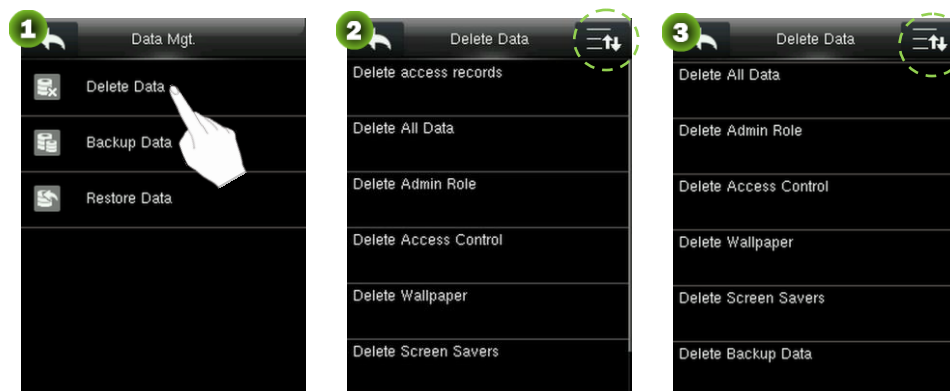 1
Data Mgt.
Delete Data
Backup Data
Restore Data
2
Delete Data
Delete access records
Delete All Data
Delete Admin Role
Delete Access Control
Delete Wallpaper
Delete Screen Savers
3
Delete Data
Delete All Data
Delete Admin Role
Delete Access Control
Delete Wallpaper
Delete Screen Savers
Delete Backup Data